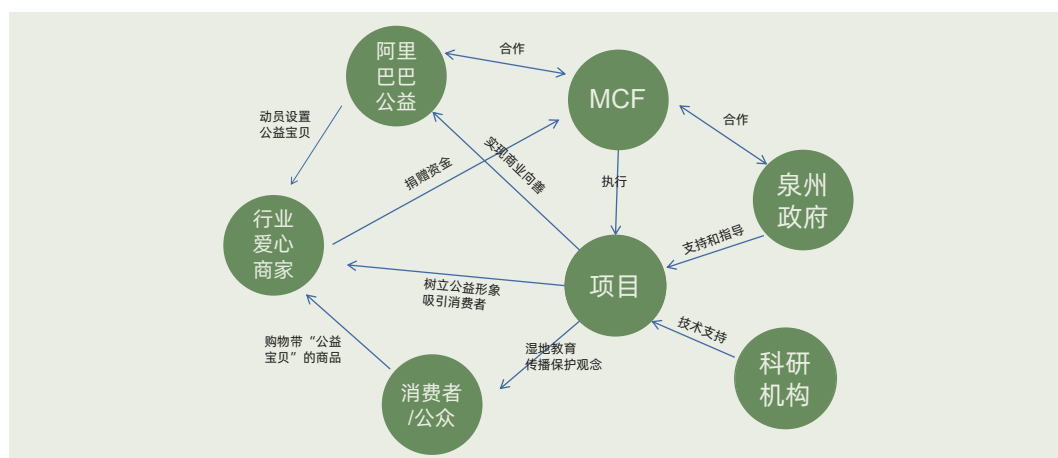 阿里
巴巴
公益
合作
MCF
合作
动员设置
公益宝贝
捐赠资金
实现商业向善
执行
泉州
政府
行业
爱心
商家
支持和指导
项目
树立公益形象
吸引消费者
技术支持
购物带“公益
宝贝”的商品
湿地教育
传播保护观念
科研
机构
消费者
/公众